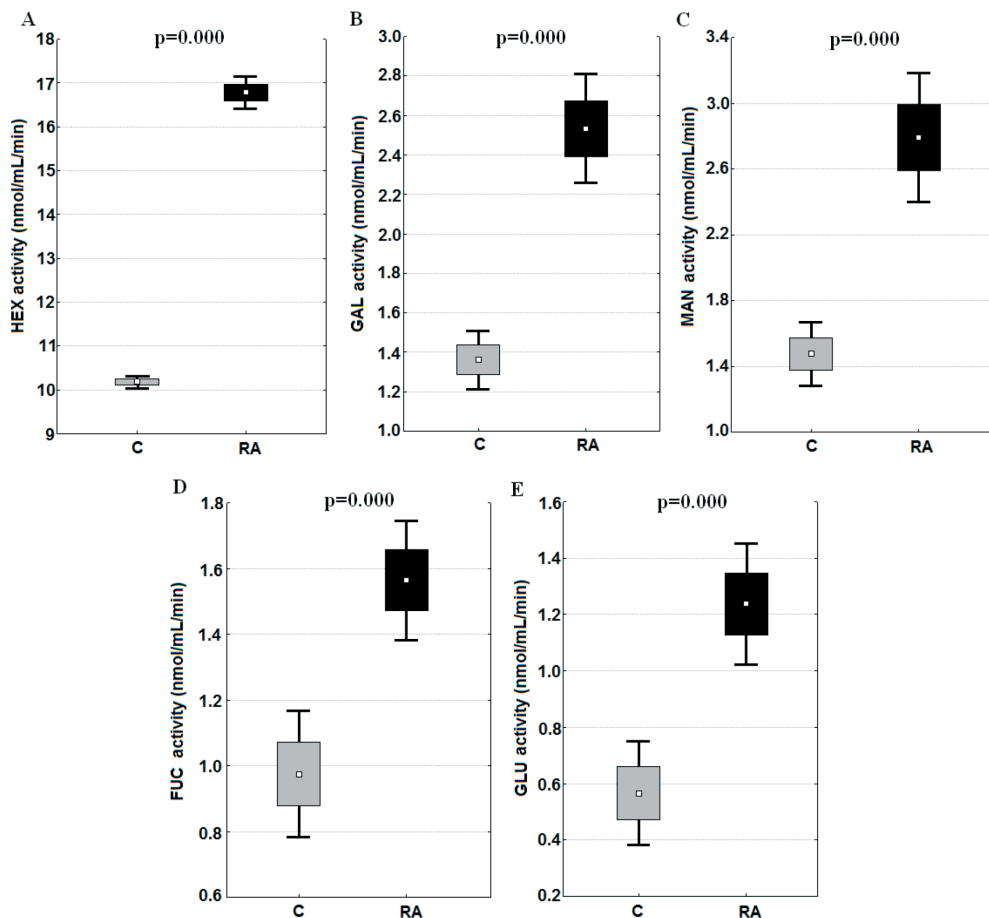 A
p=0.000
HEX activity (nmol/mL/min)
18
17
16
15
14
13
12
11
10
9
C
RA
B
p=0.000
GAL activity (nmol/mL/min)
3.0
2.8
2.6
2.4
2.2
2.0
1.8
1.6
1.4
1.2
1.0
C
RA
C
p=0.000
MAN activity (nmol/mL/min)
3.4
3.0
2.6
2.2
1.8
1.4
1.0
C
RA
D
p=0.000
FUC activity (nmol/mL/min)
1.8
1.6
1.4
1.2
1.0
0.8
0.6
C
RA
E
p=0.000
GLU activity (nmol/mL/min)
1.6
1.4
1.2
1.0
0.8
0.6
0.4
0.2
C
RA